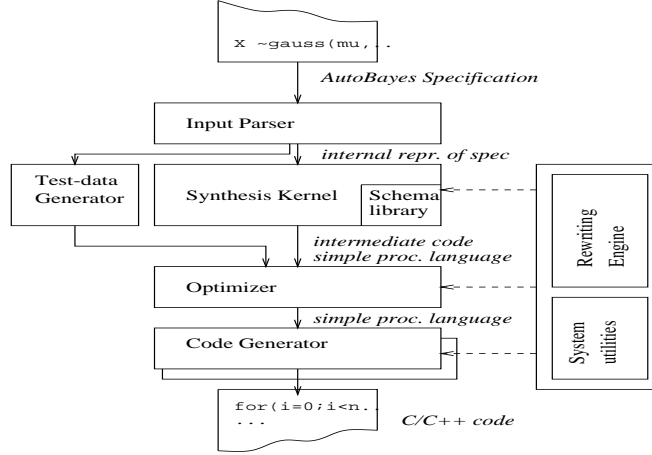 X ~gauss(mu,..
AutoBayes Specification
Input Parser
internal repr. of spec
Test-data
Generator
Synthesis Kernel
Schema
library
Rewriting
Engine
intermediate code
simple proc. language
Optimizer
simple proc. language
System
utilities
Code Generator
for(i=0;i<n..
...
C/C++ code